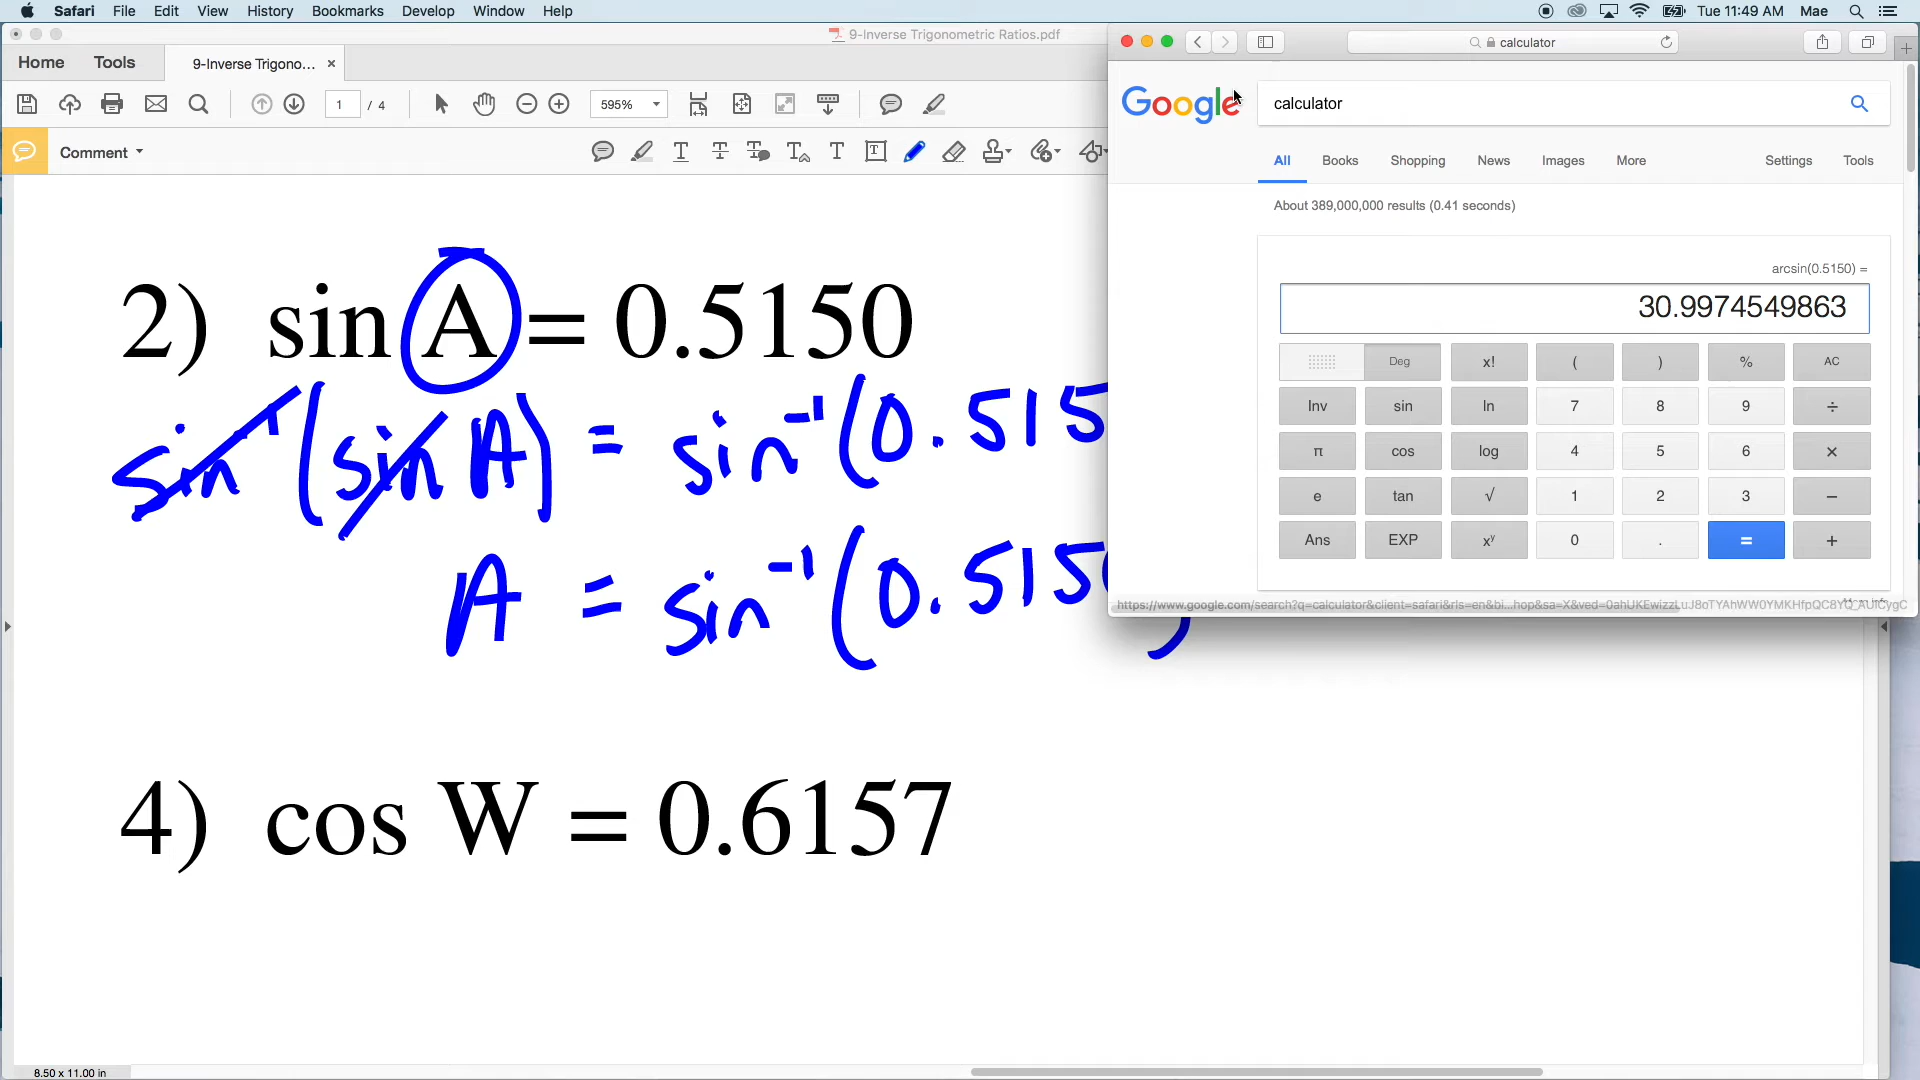 Safari File Edit View History Bookmarks Develop Window Help Tue 11:49 AM Mae
9-Inverse Trigonometric Ratios.pdf
Home Tools 9-Inverse Trigono... ×
1 / 4 595%
Comment
2) sin A = 0.5150
sin⁻¹(sin A) = sin⁻¹(0.515
A = sin⁻¹(0.5150)
4) cos W = 0.6157
8.50 x 11.00 in
calculator
Google calculator
All Books Shopping News Images More Settings Tools
About 389,000,000 results (0.41 seconds)
arcsin(0.5150) =
30.9974549863
Deg x! ( ) % AC
Inv sin ln 7 8 9 ÷
π cos log 4 5 6 ×
e tan √ 1 2 3 −
Ans EXP xʸ 0 . = +